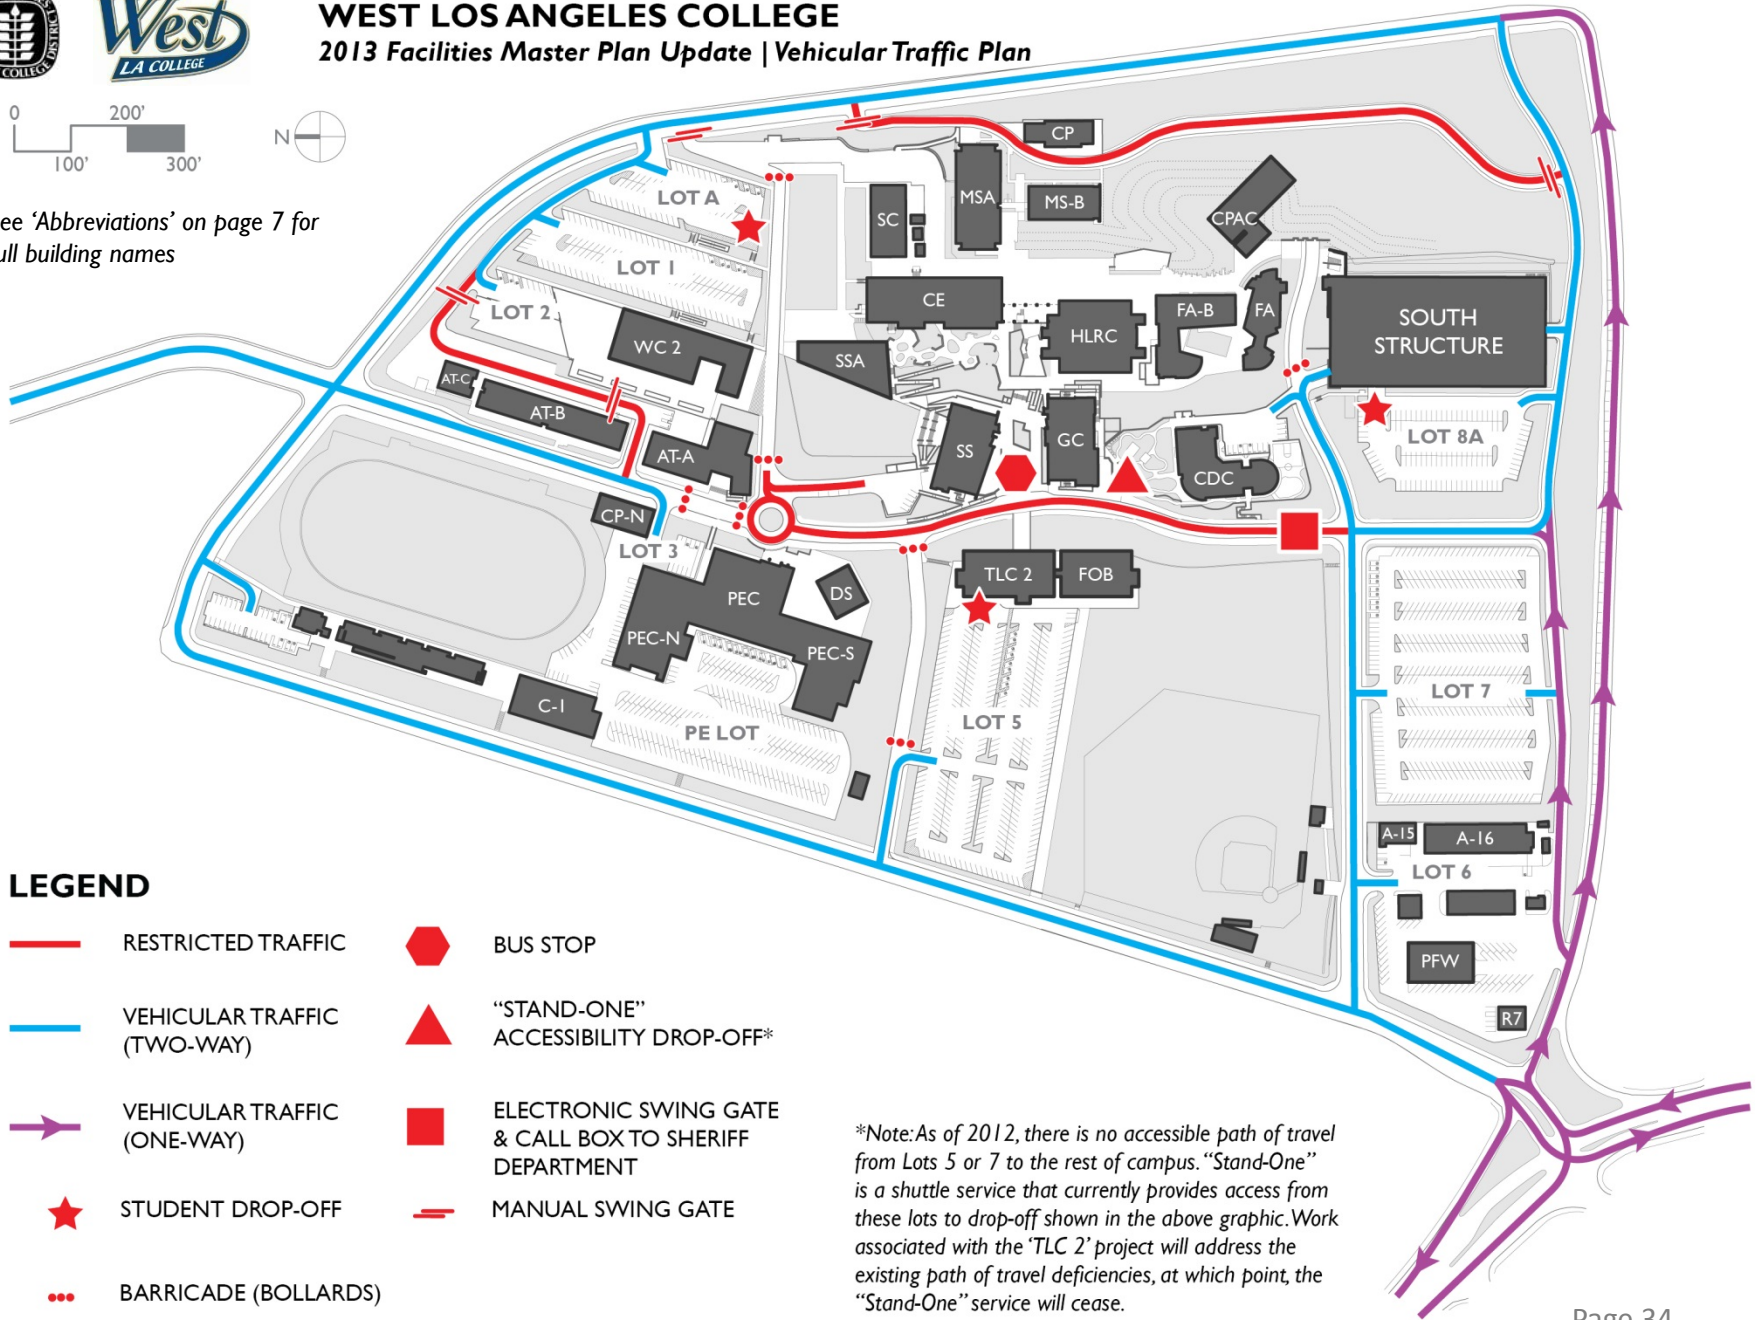 WEST LOS ANGELES COLLEGE
2013 Facilities Master Plan Update | Vehicular Traffic Plan
COLLEGE
West
LA COLLEGE
0
200'
100'
300'
N
ee ‘Abbreviations’ on page 7 for
ull building names
LOT A
LOT 1
LOT 2
WC 2
AT-C
AT-B
AT-A
CP-N
LOT 3
PEC
PEC-N
PEC-S
DS
C-1
PE LOT
SC
MSA
CP
MS-B
CPAC
CE
SSA
HLRC
FA-B
FA
SOUTH
STRUCTURE
SS
GC
CDC
LOT 8A
TLC 2
FOB
LOT 5
LOT 7
A-15
A-16
LOT 6
PFW
R7
LEGEND
RESTRICTED TRAFFIC
VEHICULAR TRAFFIC
(TWO-WAY)
VEHICULAR TRAFFIC
(ONE-WAY)
STUDENT DROP-OFF
BARRICADE (BOLLARDS)
BUS STOP
“STAND-ONE”
ACCESSIBILITY DROP-OFF*
ELECTRONIC SWING GATE
& CALL BOX TO SHERIFF
DEPARTMENT
MANUAL SWING GATE
*Note: As of 2012, there is no accessible path of travel
from Lots 5 or 7 to the rest of campus. “Stand-One”
is a shuttle service that currently provides access from
these lots to drop-off shown in the above graphic. Work
associated with the ‘TLC 2’ project will address the
existing path of travel deficiencies, at which point, the
“Stand-One” service will cease.
Page 34